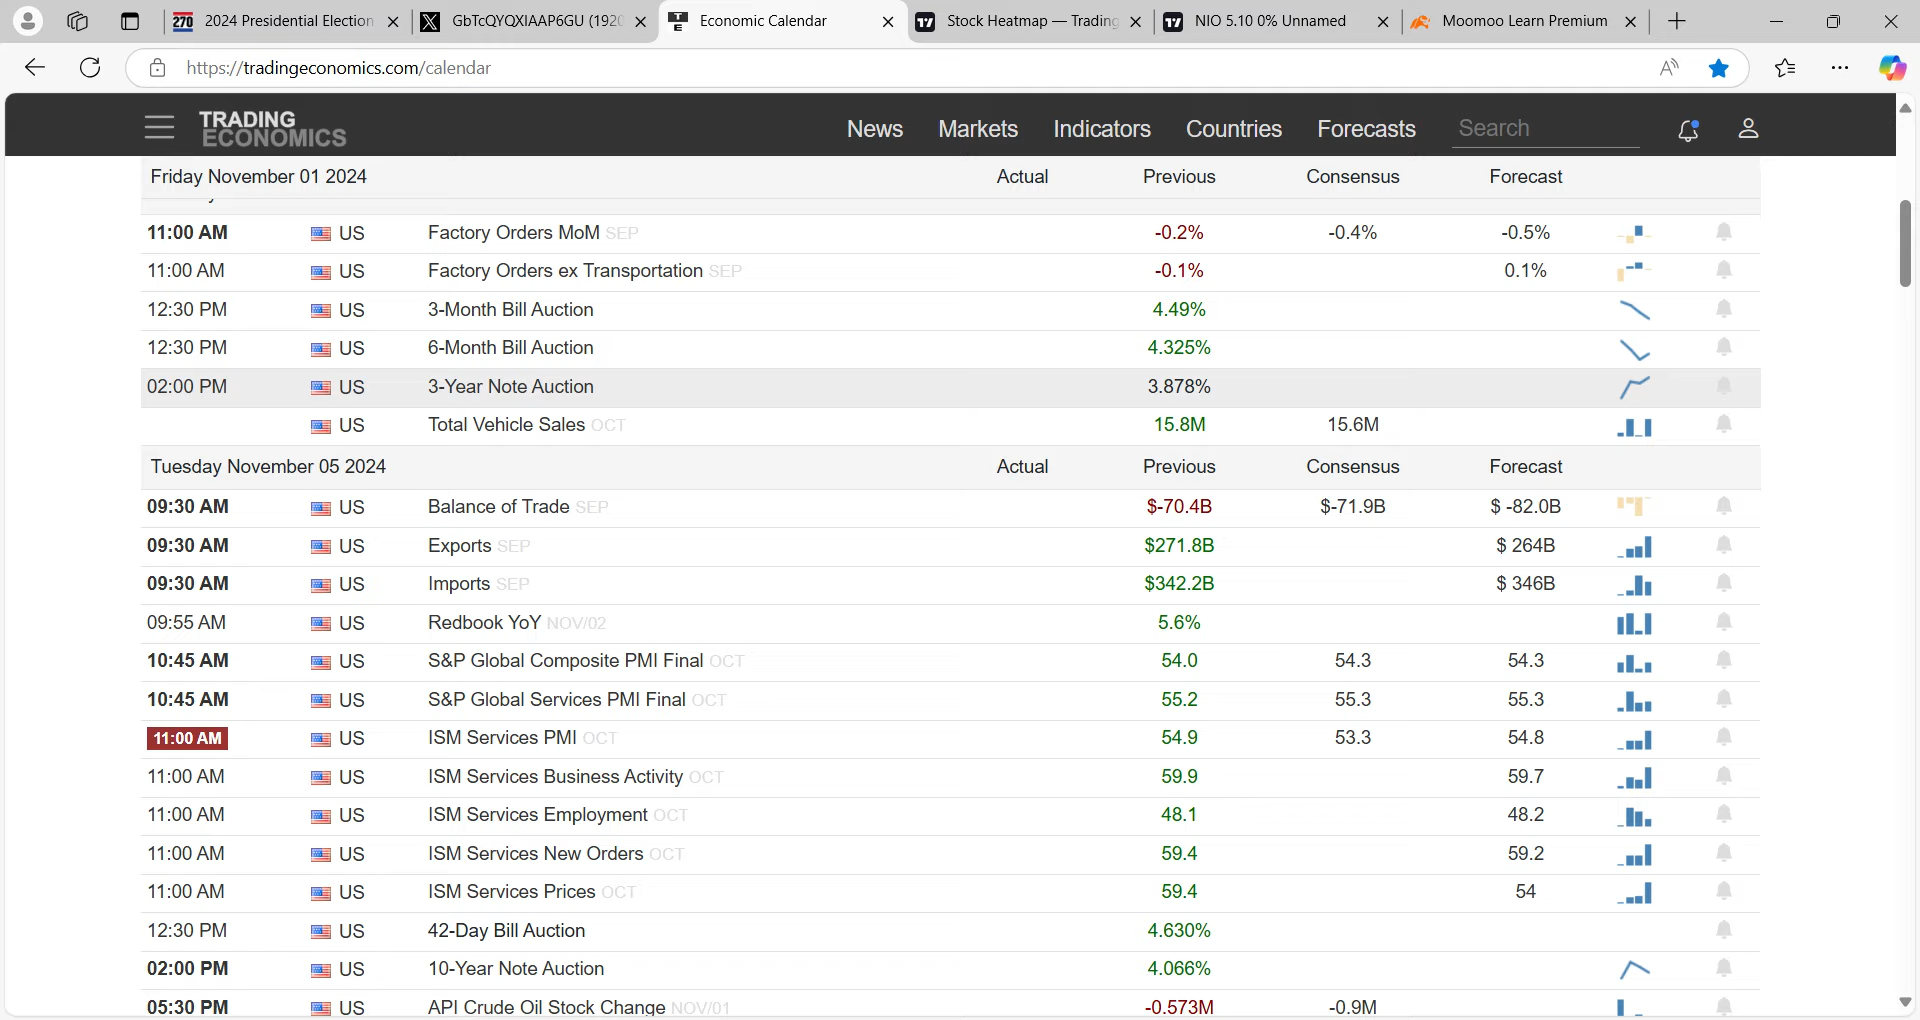 270 2024 Presidential Election
GbTcQYQXIAAP6GU (1920
TE Economic Calendar
17 Stock Heatmap — Trading
17 NIO 5.10 0% Unnamed
Moomoo Learn Premium
https://tradingeconomics.com/calendar
TRADING ECONOMICS
News Markets Indicators Countries Forecasts Search
Friday November 01 2024 Actual Previous Consensus Forecast
11:00 AM US Factory Orders MoM SEP -0.2% -0.4% -0.5%
11:00 AM US Factory Orders ex Transportation SEP -0.1% 0.1%
12:30 PM US 3-Month Bill Auction 4.49%
12:30 PM US 6-Month Bill Auction 4.325%
02:00 PM US 3-Year Note Auction 3.878%
US Total Vehicle Sales OCT 15.8M 15.6M
Tuesday November 05 2024 Actual Previous Consensus Forecast
09:30 AM US Balance of Trade SEP $-70.4B $-71.9B $ -82.0B
09:30 AM US Exports SEP $271.8B $ 264B
09:30 AM US Imports SEP $342.2B $ 346B
09:55 AM US Redbook YoY NOV/02 5.6%
10:45 AM US S&P Global Composite PMI Final OCT 54.0 54.3 54.3
10:45 AM US S&P Global Services PMI Final OCT 55.2 55.3 55.3
11:00 AM US ISM Services PMI OCT 54.9 53.3 54.8
11:00 AM US ISM Services Business Activity OCT 59.9 59.7
11:00 AM US ISM Services Employment OCT 48.1 48.2
11:00 AM US ISM Services New Orders OCT 59.4 59.2
11:00 AM US ISM Services Prices OCT 59.4 54
12:30 PM US 42-Day Bill Auction 4.630%
02:00 PM US 10-Year Note Auction 4.066%
05:30 PM US API Crude Oil Stock Change NOV/01 -0.573M -0.9M